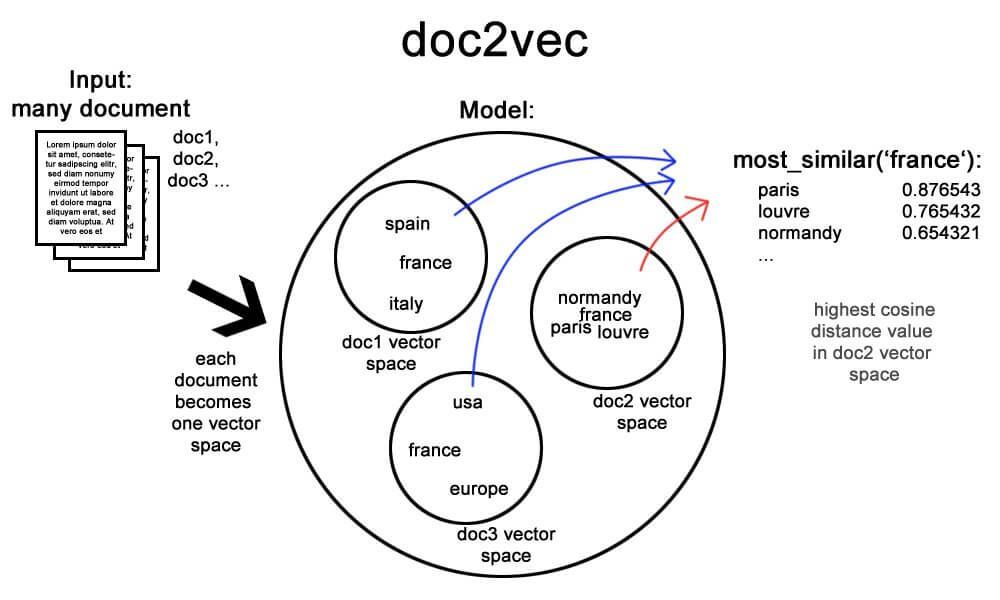 doc2vec
Input:
many document
doc1,
doc2,
doc3 ...
Lorem ipsum dolor
sit amet, consete-
tur sadipscing elitr,
sed diam nonumy
eirmod tempor
invidunt ut labore
et dolore magna
aliquyam erat, sed
diam voluptua. At
vero eos et
each
document
becomes
one vector
space
Model:
spain
france
italy
doc1 vector
space
normandy
france
paris louvre
doc2 vector
space
usa
france
europe
doc3 vector
space
most_similar(‘france‘):
paris 0.876543
louvre 0.765432
normandy 0.654321
...
highest cosine
distance value
in doc2 vector
space